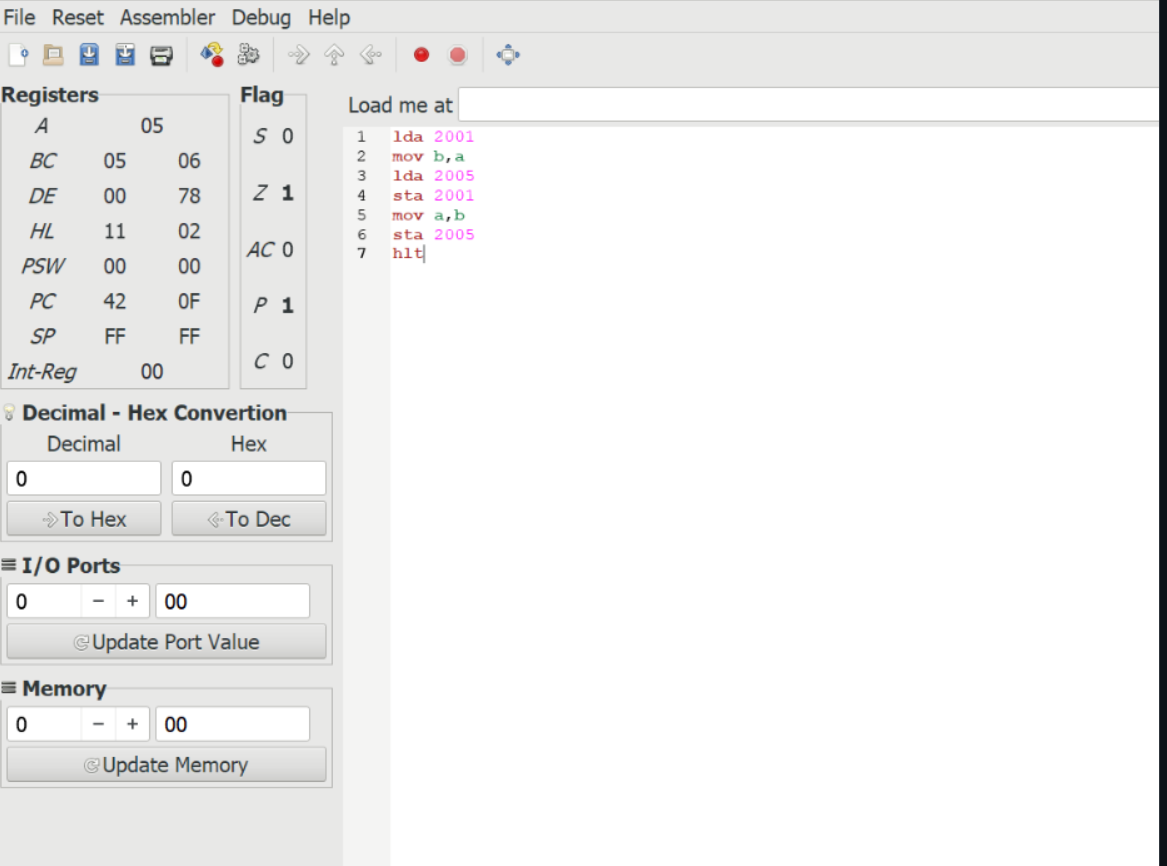 File Reset Assembler Debug Help
Registers
A 05
BC 05 06
DE 00 78
HL 11 02
PSW 00 00
PC 42 0F
SP FF FF
Int-Reg 00
Flag
S 0
Z 1
AC 0
P 1
C 0
Decimal - Hex Convertion
Decimal Hex
0 0
To Hex To Dec
I/O Ports
0 − + 00
Update Port Value
Memory
0 − + 00
Update Memory
Load me at
1 lda 2001
2 mov b,a
3 lda 2005
4 sta 2001
5 mov a,b
6 sta 2005
7 hlt